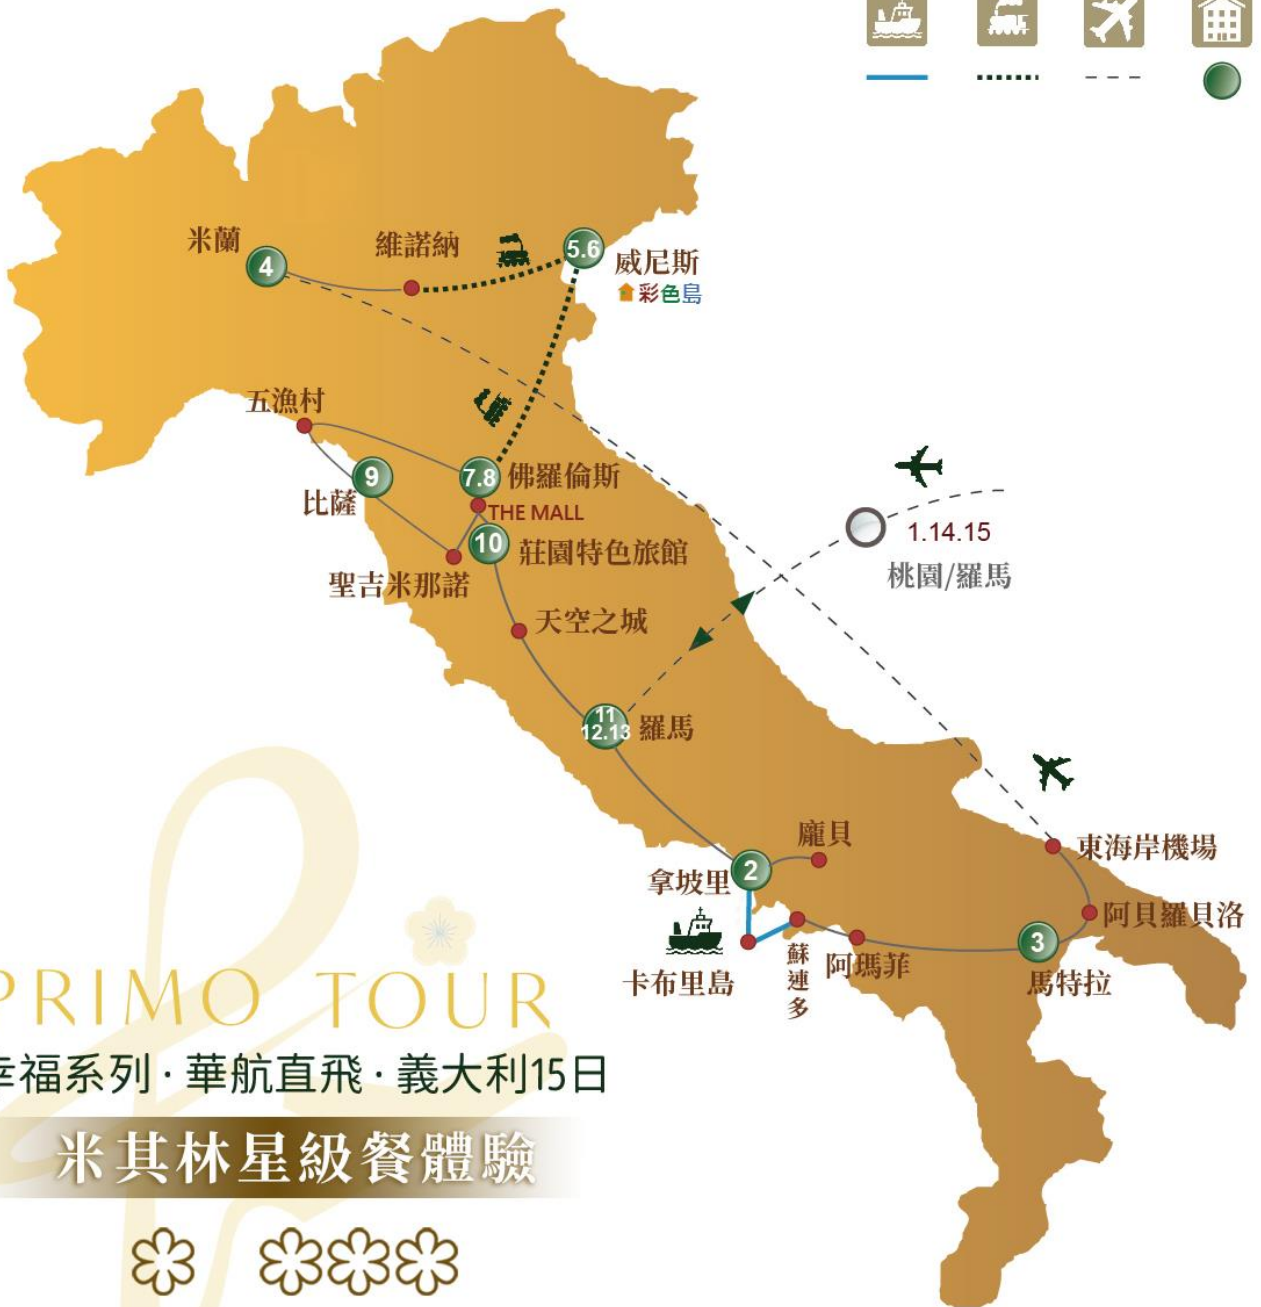 米蘭
4
維諾納
5.6
威尼斯
彩色島
五漁村
9
比薩
7.8
佛羅倫斯
THE MALL
10
莊園特色旅館
聖吉米那諾
1.14.15
桃園/羅馬
天空之城
11
12.13
羅馬
龐貝
2
拿坡里
東海岸機場
阿貝羅貝洛
3
馬特拉
蘇連多
阿瑪菲
卡布里島
PRIMO TOUR
幸福系列·華航直飛·義大利15日
米其林星級餐體驗